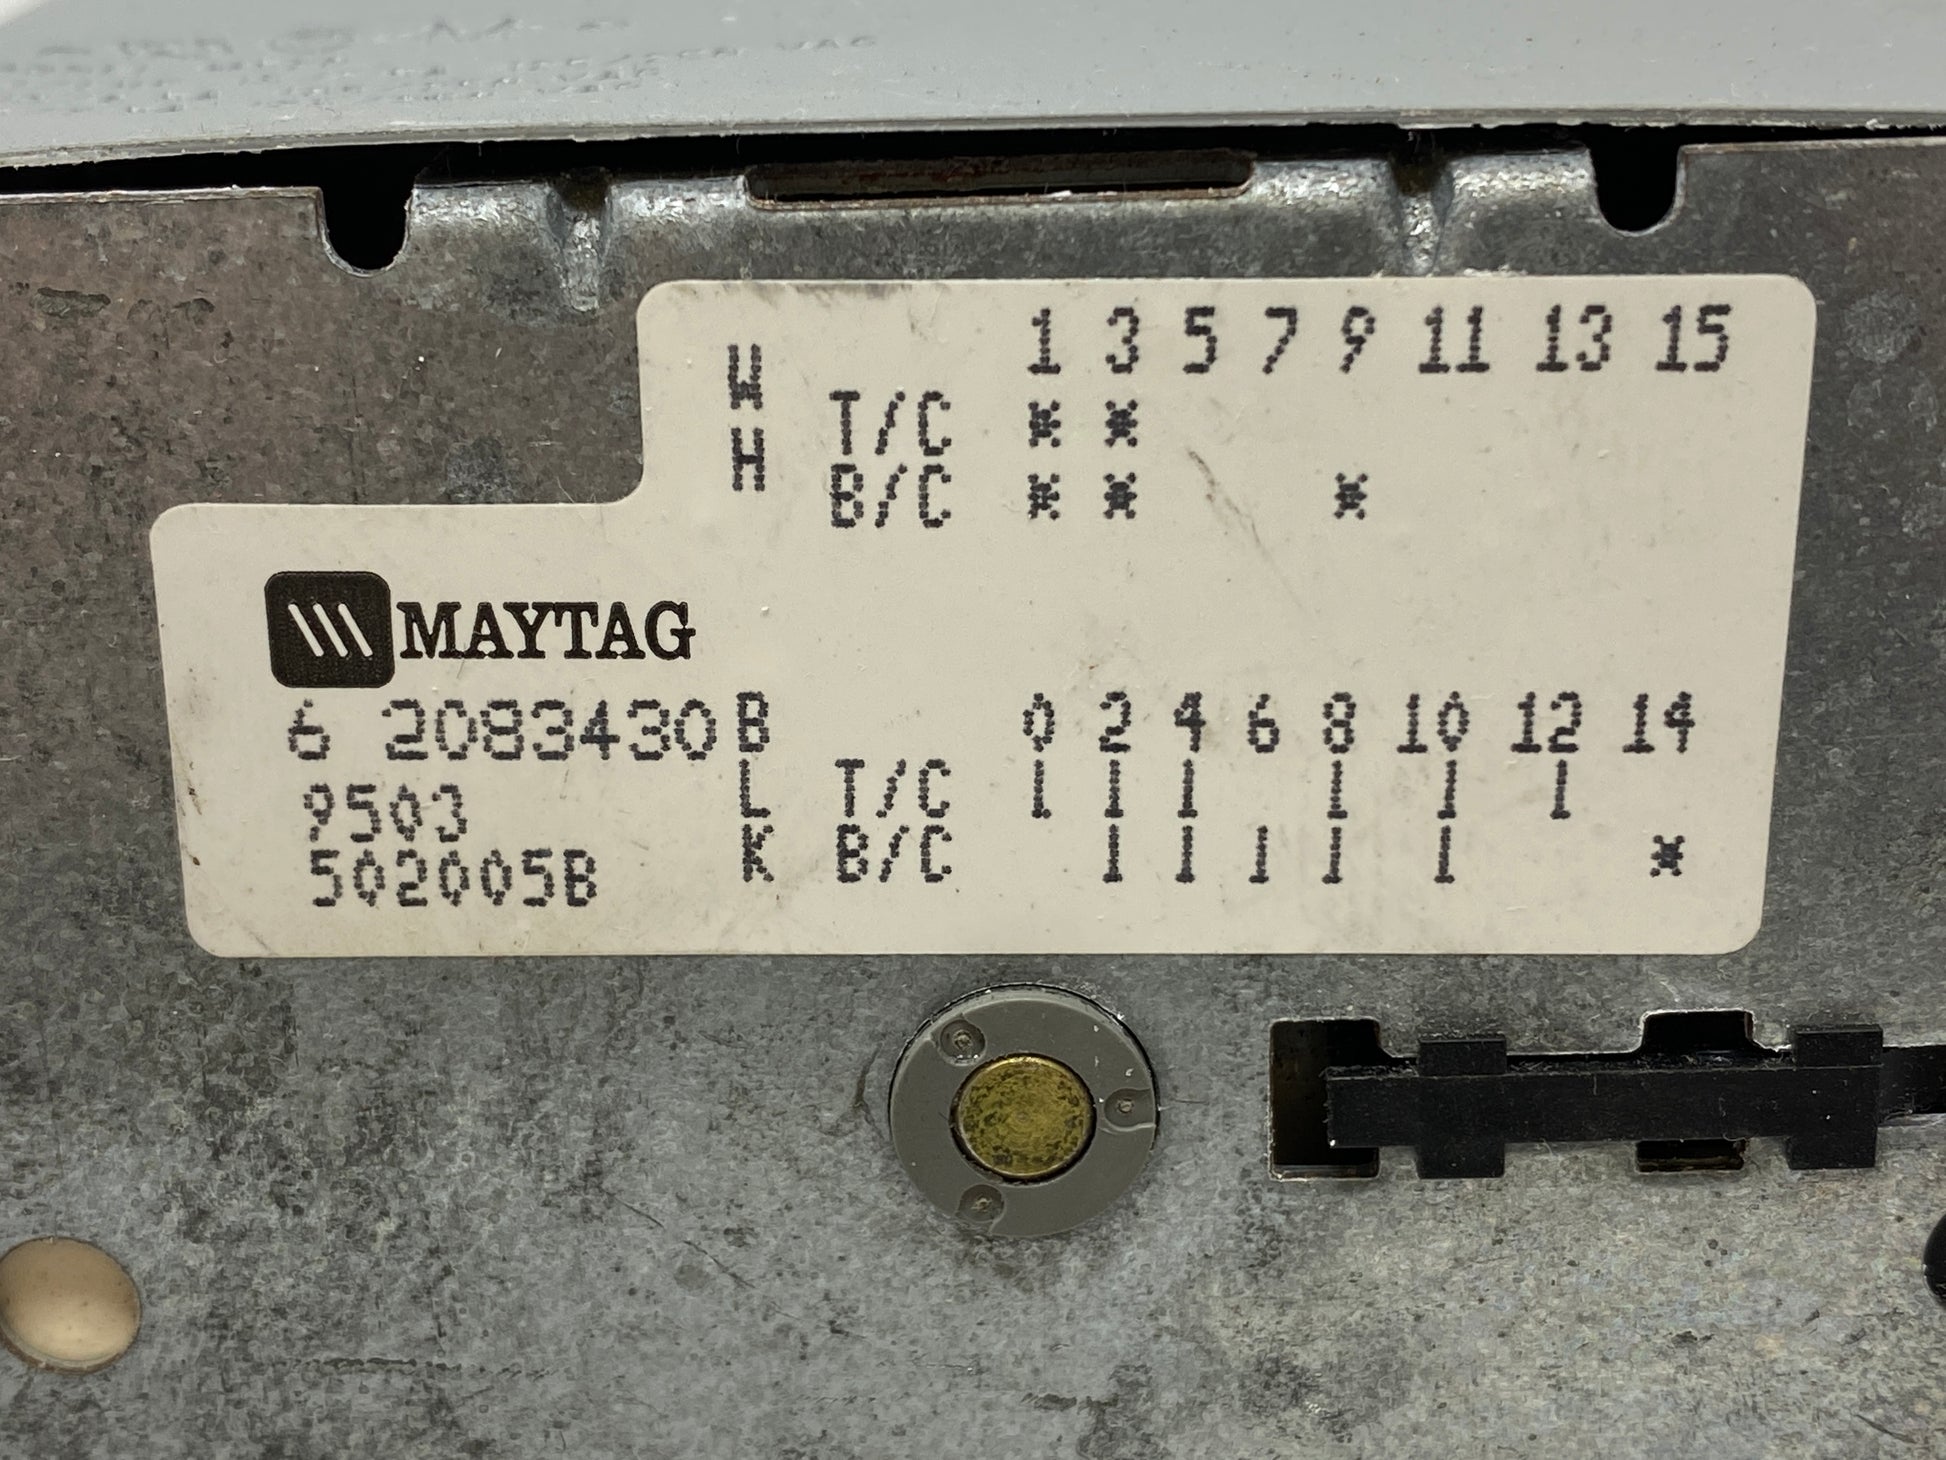 1 3 5 7 9 11 13 15
W T/C * *
H B/C * * *
MAYTAG
6 2083430 B 0 2 4 6 8 10 12 14
9503 L T/C | | | | | |
502005B K B/C | | | | | *